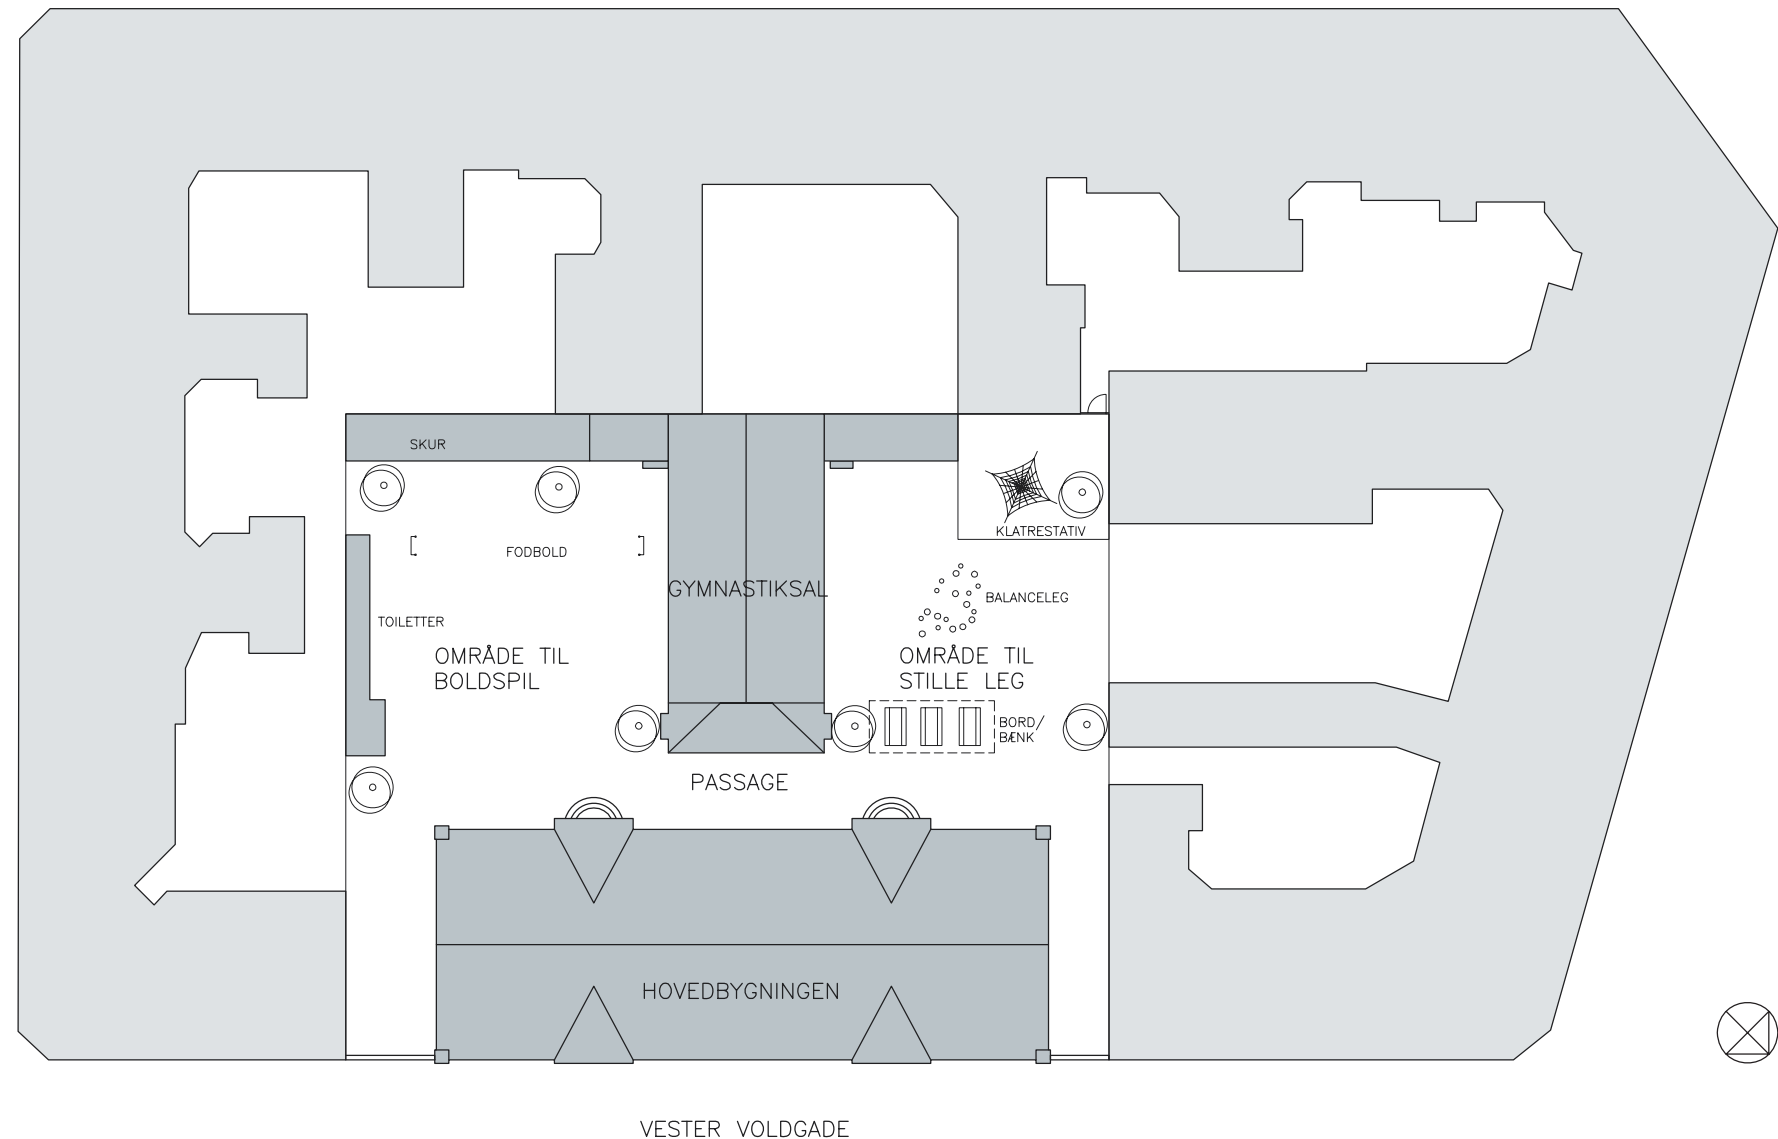 SKUR
KLATRESTATIV
FODBOLD
GYMNASTIKSAL
BALANCELEG
TOILETTER
OMRÅDE TIL
BOLDSPIL
OMRÅDE TIL
STILLE LEG
BORD/
BÆNK
PASSAGE
HOVEDBYGNINGEN
VESTER VOLDGADE